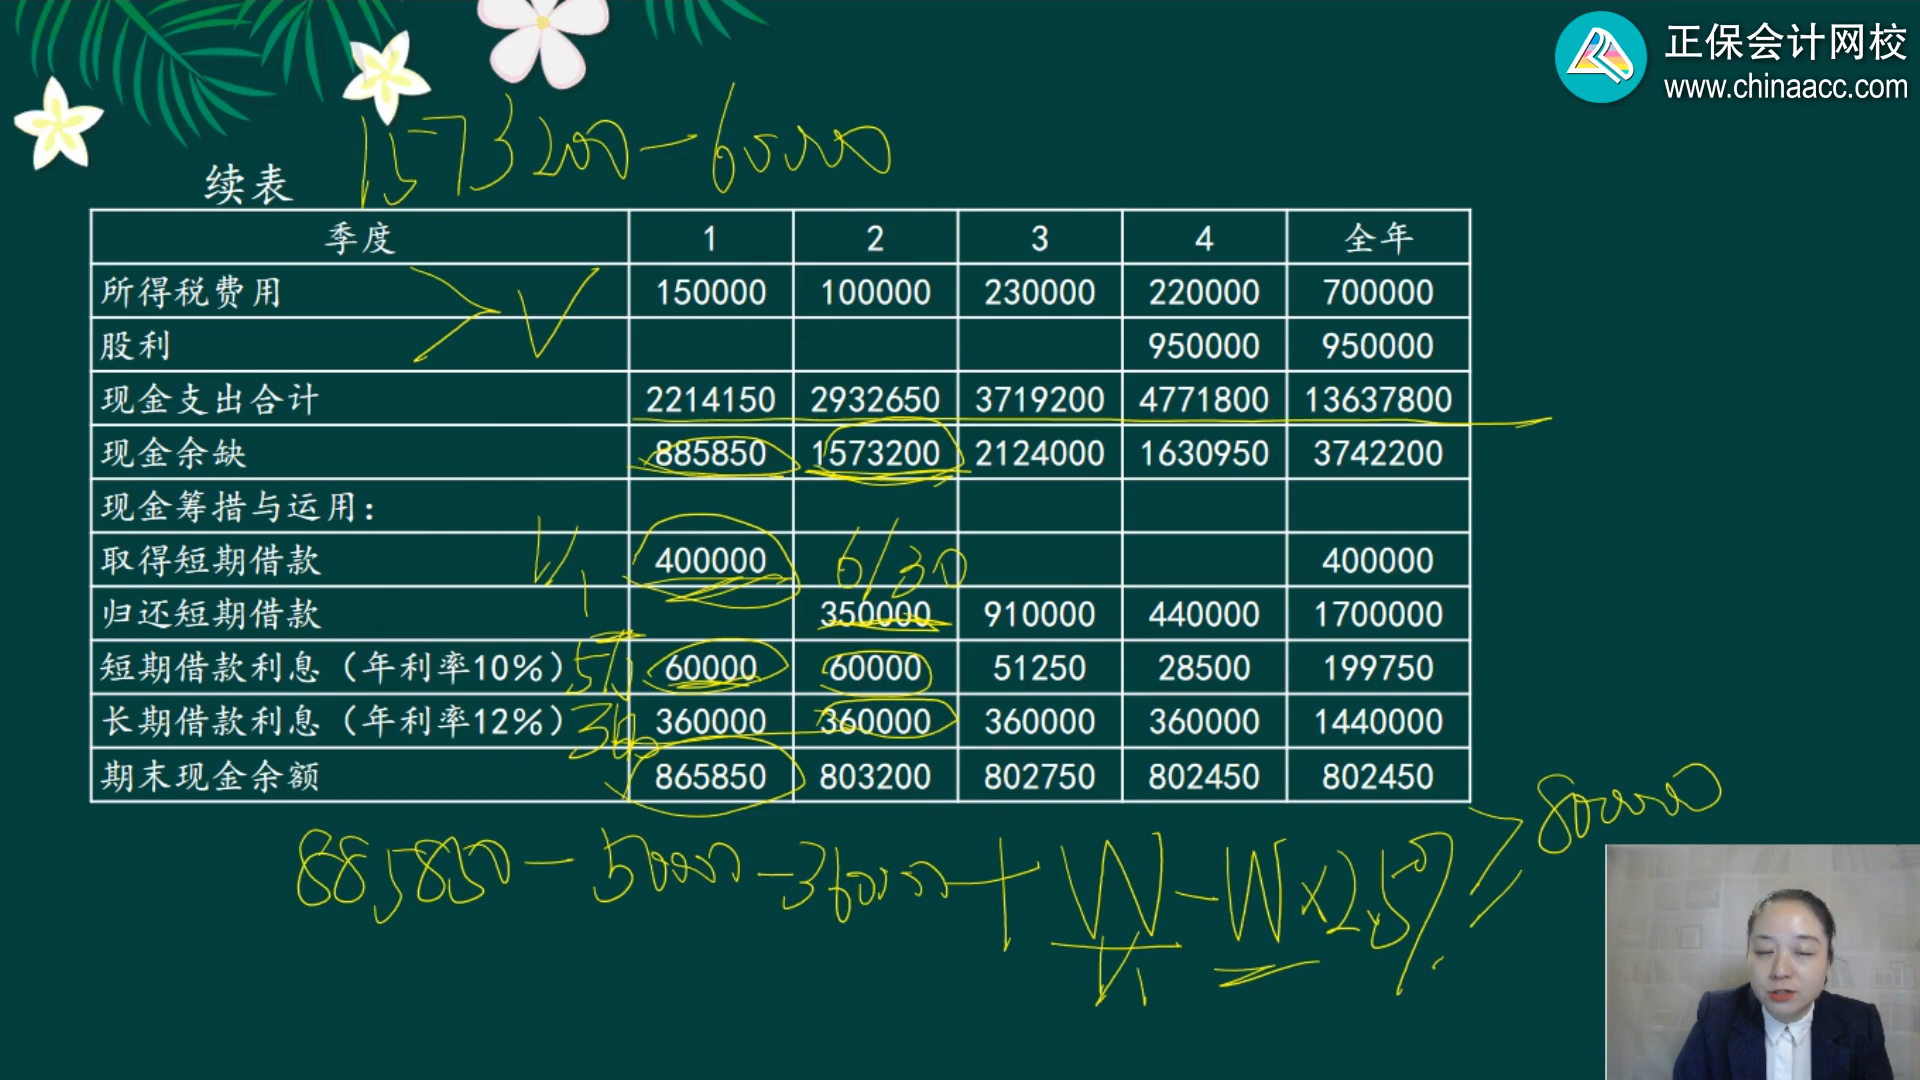 正保会计网校
www.chinaacc.com
1573200-60000
续表
季度 1 2 3 4 全年
所得税费用 150000 100000 230000 220000 700000
股利 950000 950000
现金支出合计 2214150 2932650 3719200 4771800 13637800
现金余缺 885850 1573200 2124000 1630950 3742200
现金筹措与运用：
取得短期借款 400000 6/30 400000
归还短期借款 350000 910000 440000 1700000
短期借款利息（年利率10%） 60000 60000 51250 28500 199750
长期借款利息（年利率12%） 360000 360000 360000 360000 1440000
期末现金余额 865850 803200 802750 802450 802450
885850-50000-360000+W-W×2.5%≥800000